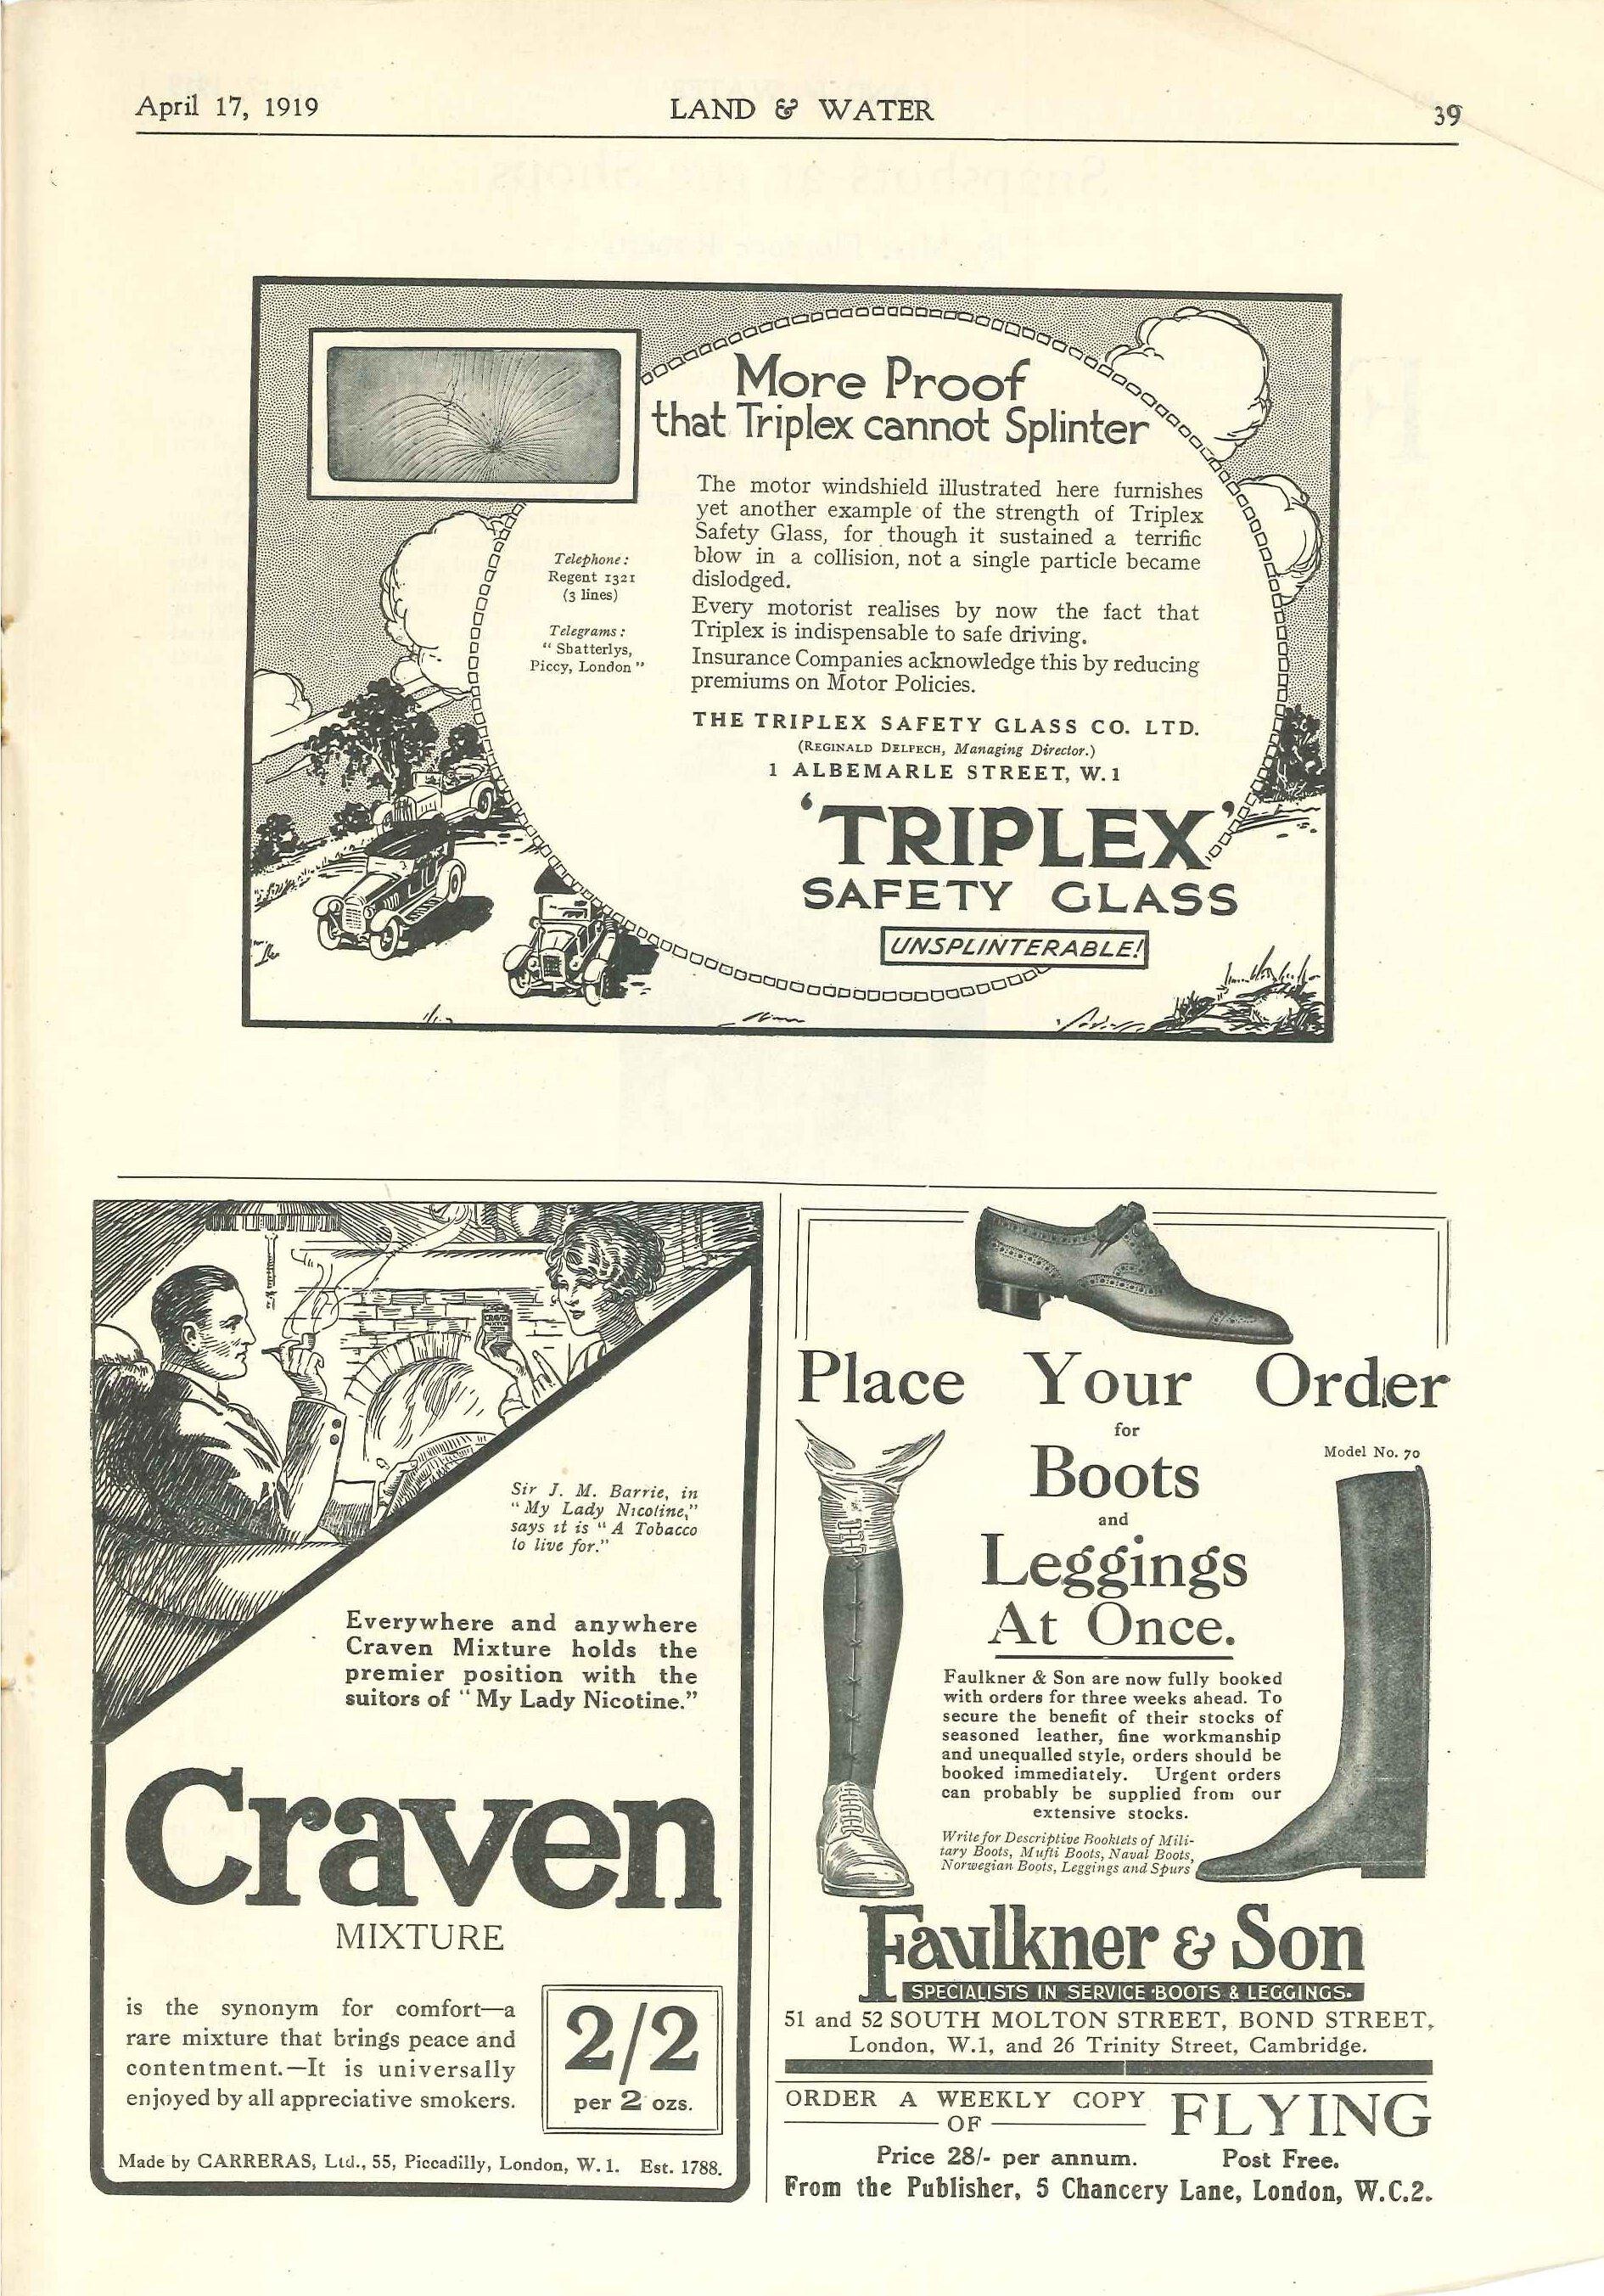 April 17, 1919 LAND & WATER 39
More Proof
that Triplex cannot Splinter
The motor windshield illustrated here furnishes
yet another example of the strength of Triplex
Safety Glass, for though it sustained a terrific
blow in a collision, not a single particle became
dislodged.
Every motorist realises by now the fact that
Triplex is indispensable to safe driving.
Insurance Companies acknowledge this by reducing
premiums on Motor Policies.
Telephone:
Regent 1321
(3 lines)
Telegrams:
"Shatterlys,
Piccy, London"
THE TRIPLEX SAFETY GLASS CO. LTD.
(REGINALD DELPECH, Managing Director.)
1 ALBEMARLE STREET, W.1
'TRIPLEX'
SAFETY GLASS
UNSPLINTERABLE!
CRAVEN
MIXTURE
Sir J. M. Barrie, in
"My Lady Nicotine,"
says it is "A Tobacco
to live for."
Everywhere and anywhere
Craven Mixture holds the
premier position with the
suitors of "My Lady Nicotine."
Craven
MIXTURE
is the synonym for comfort—a
rare mixture that brings peace and
contentment.—It is universally
enjoyed by all appreciative smokers.
2/2
per 2 ozs.
Made by CARRERAS, Ltd., 55, Piccadilly, London, W.1. Est. 1788.
Place Your Order
for
Boots
and
Leggings
At Once.
Model No. 70
Faulkner & Son are now fully booked
with orders for three weeks ahead. To
secure the benefit of their stocks of
seasoned leather, fine workmanship
and unequalled style, orders should be
booked immediately. Urgent orders
can probably be supplied from our
extensive stocks.
Write for Descriptive Booklets of Mili-
tary Boots, Mufti Boots, Naval Boots,
Norwegian Boots, Leggings and Spurs
Faulkner & Son
SPECIALISTS IN SERVICE BOOTS & LEGGINGS.
51 and 52 SOUTH MOLTON STREET, BOND STREET,
London, W.1, and 26 Trinity Street, Cambridge.
ORDER A WEEKLY COPY
OF
FLYING
Price 28/- per annum. Post Free.
From the Publisher, 5 Chancery Lane, London, W.C.2.